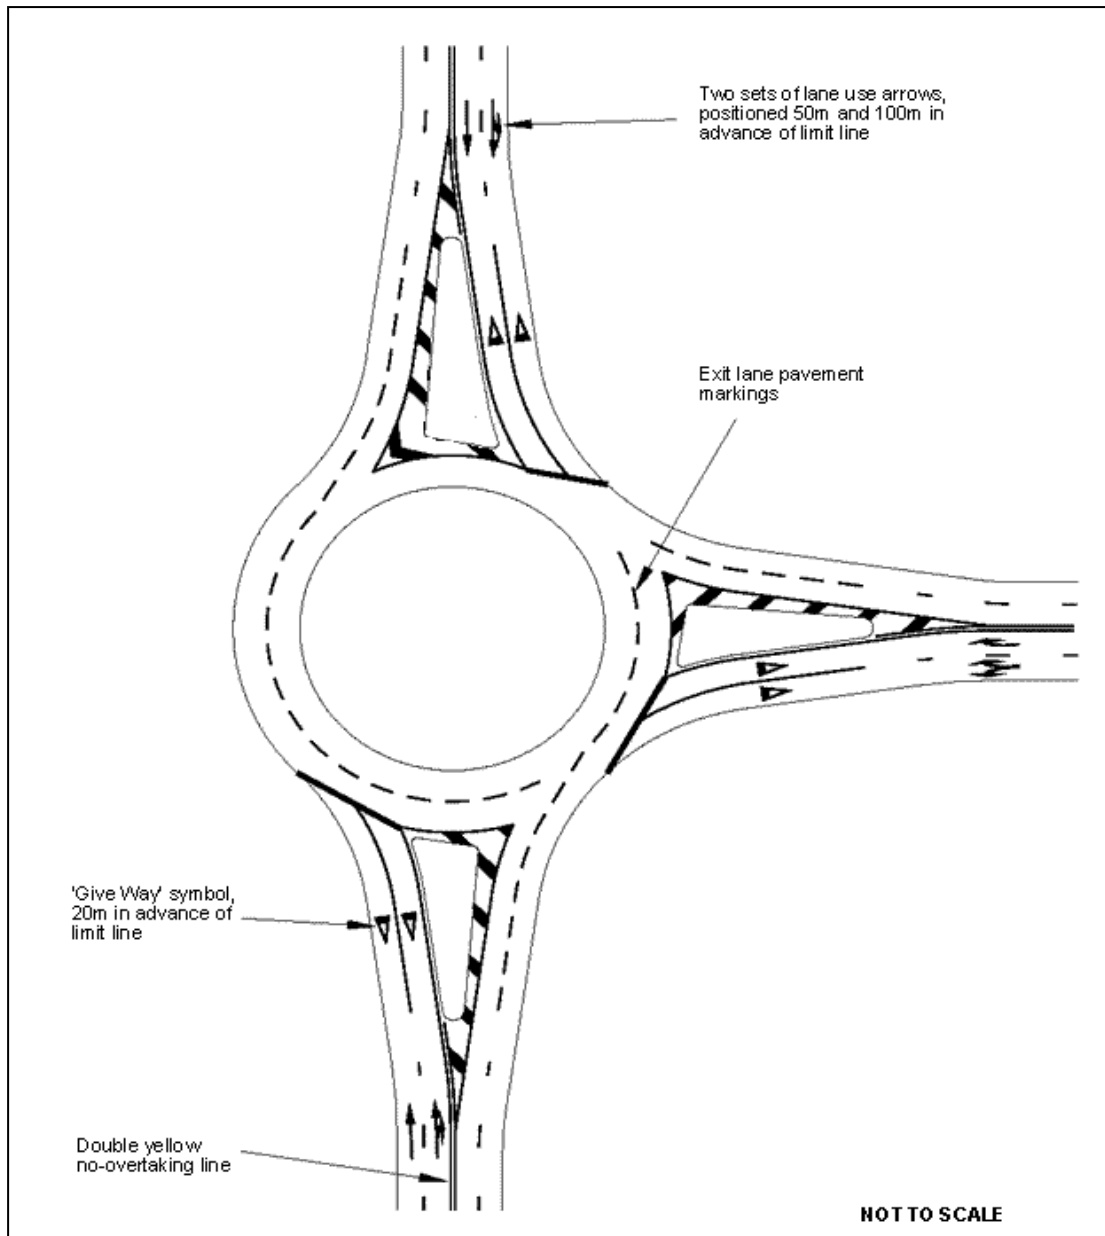 Two sets of lane use arrows,
positioned 50m and 100m in
advance of limit line
Exit lane pavement
markings
'Give Way' symbol,
20m in advance of
limit line
Double yellow
no-overtaking line
NOT TO SCALE